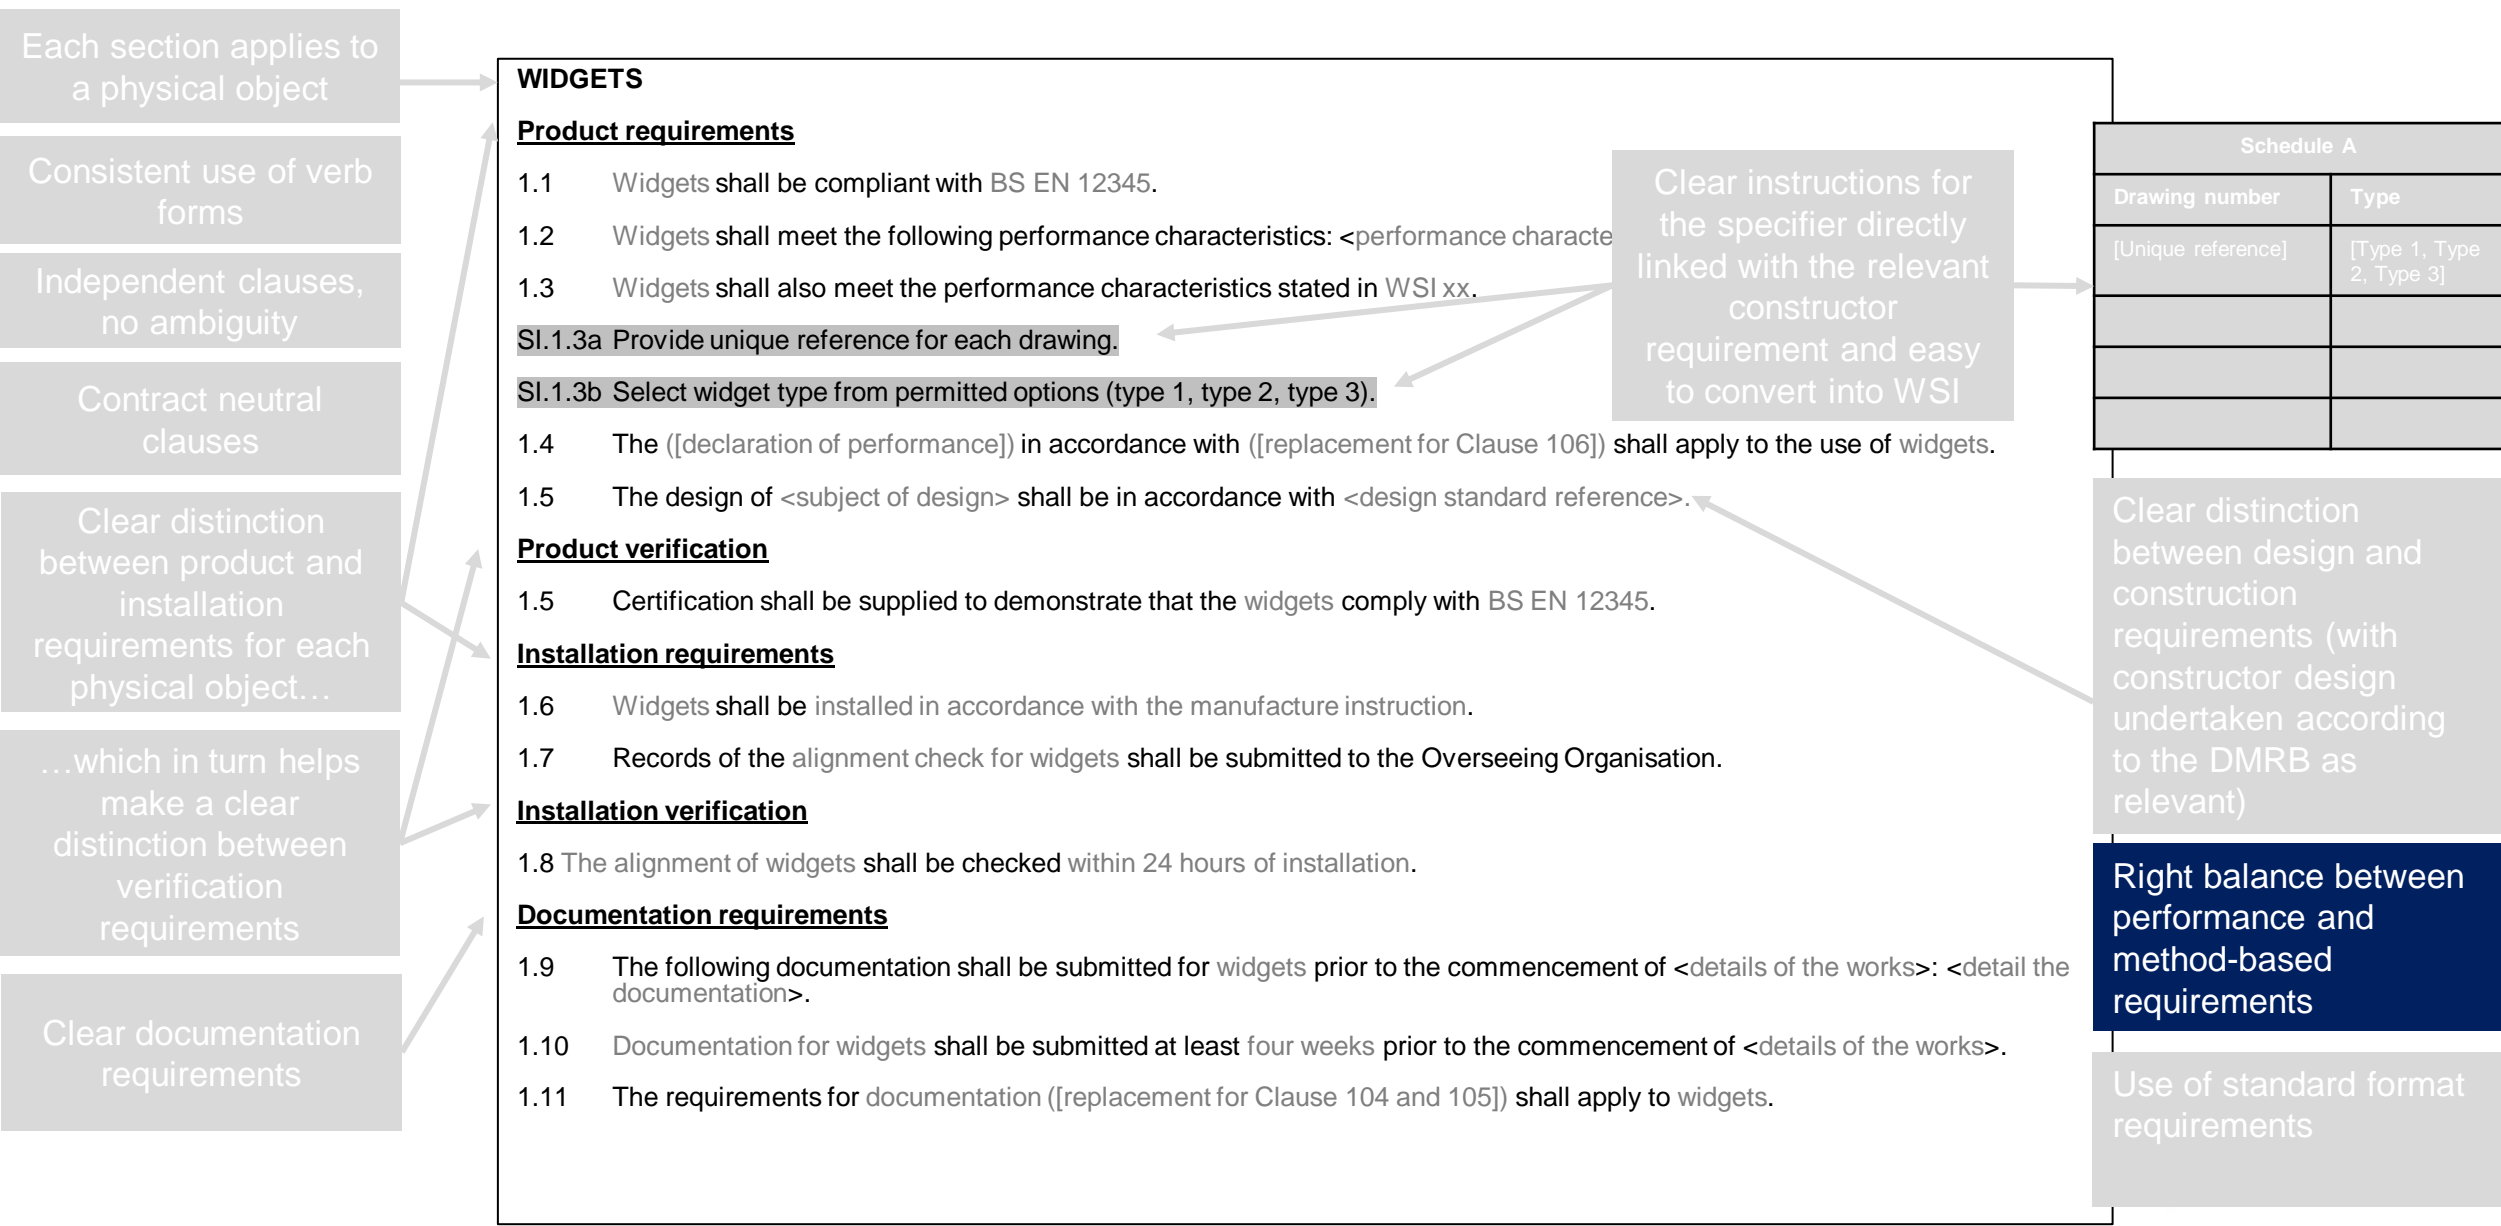 Each section applies to
a physical object
Consistent use of verb
forms
Independent clauses,
no ambiguity
Contract neutral
clauses
Clear distinction
between product and
installation
requirements for each
physical object…
…which in turn helps
make a clear
distinction between
verification
requirements
Clear documentation
requirements
WIDGETS
Product requirements
1.1 Widgets shall be compliant with BS EN 12345.
1.2 Widgets shall meet the following performance characteristics: <performance characte
1.3 Widgets shall also meet the performance characteristics stated in WSI xx.
SI.1.3a Provide unique reference for each drawing.
SI.1.3b Select widget type from permitted options (type 1, type 2, type 3).
1.4 The ([declaration of performance]) in accordance with ([replacement for Clause 106]) shall apply to the use of widgets.
1.5 The design of <subject of design> shall be in accordance with <design standard reference>.
Product verification
1.5 Certification shall be supplied to demonstrate that the widgets comply with BS EN 12345.
Installation requirements
1.6 Widgets shall be installed in accordance with the manufacture instruction.
1.7 Records of the alignment check for widgets shall be submitted to the Overseeing Organisation.
Installation verification
1.8 The alignment of widgets shall be checked within 24 hours of installation.
Documentation requirements
1.9 The following documentation shall be submitted for widgets prior to the commencement of <details of the works>: <detail the
documentation>.
1.10 Documentation for widgets shall be submitted at least four weeks prior to the commencement of <details of the works>.
1.11 The requirements for documentation ([replacement for Clause 104 and 105]) shall apply to widgets.
Clear instructions for
the specifier directly
linked with the relevant
constructor
requirement and easy
to convert into WSI
Schedule A
Drawing number Type
[Unique reference] [Type 1, Type
2, Type 3]
Clear distinction
between design and
construction
requirements (with
constructor design
undertaken according
to the DMRB as
relevant)
Right balance between
performance and
method-based
requirements
Use of standard format
requirements